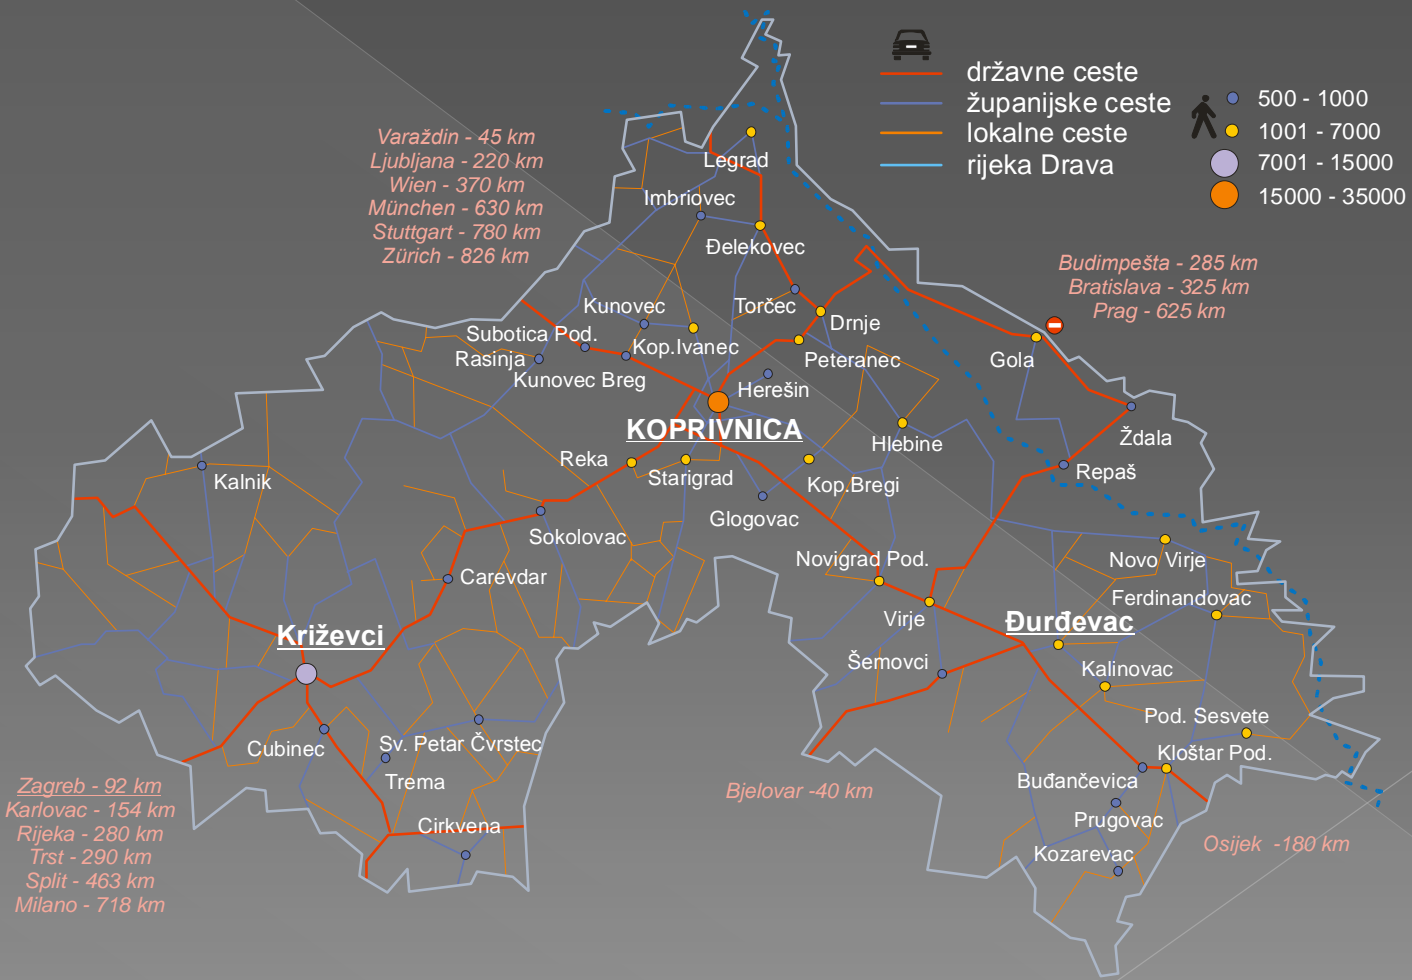 državne ceste
županijske ceste
lokalne ceste
rijeka Drava
500 - 1000
1001 - 7000
7001 - 15000
15000 - 35000
Varaždin - 45 km
Ljubljana - 220 km
Wien - 370 km
München - 630 km
Stuttgart - 780 km
Zürich - 826 km
Budimpešta - 285 km
Bratislava - 325 km
Prag - 625 km
Legrad
Imbriovec
Đelekovec
Kunovec
Torčec
Drnje
Subotica Pod.
Kop.Ivanec
Rasinja
Peteranec
Gola
Kunovec Breg
Herešin
KOPRIVNICA
Hlebine
Ždala
Reka
Starigrad
Kop.Bregi
Repaš
Kalnik
Glogovac
Sokolovac
Novigrad Pod.
Novo Virje
Carevdar
Ferdinandovac
Virje
Đurđevac
Križevci
Šemovci
Kalinovac
Pod. Sesvete
Cubinec
Sv. Petar Čvrstec
Kloštar Pod.
Trema
Buđančevica
Prugovac
Cirkvena
Kozarevac
Zagreb - 92 km
Karlovac - 154 km
Rijeka - 280 km
Trst - 290 km
Split - 463 km
Milano - 718 km
Bjelovar -40 km
Osijek -180 km